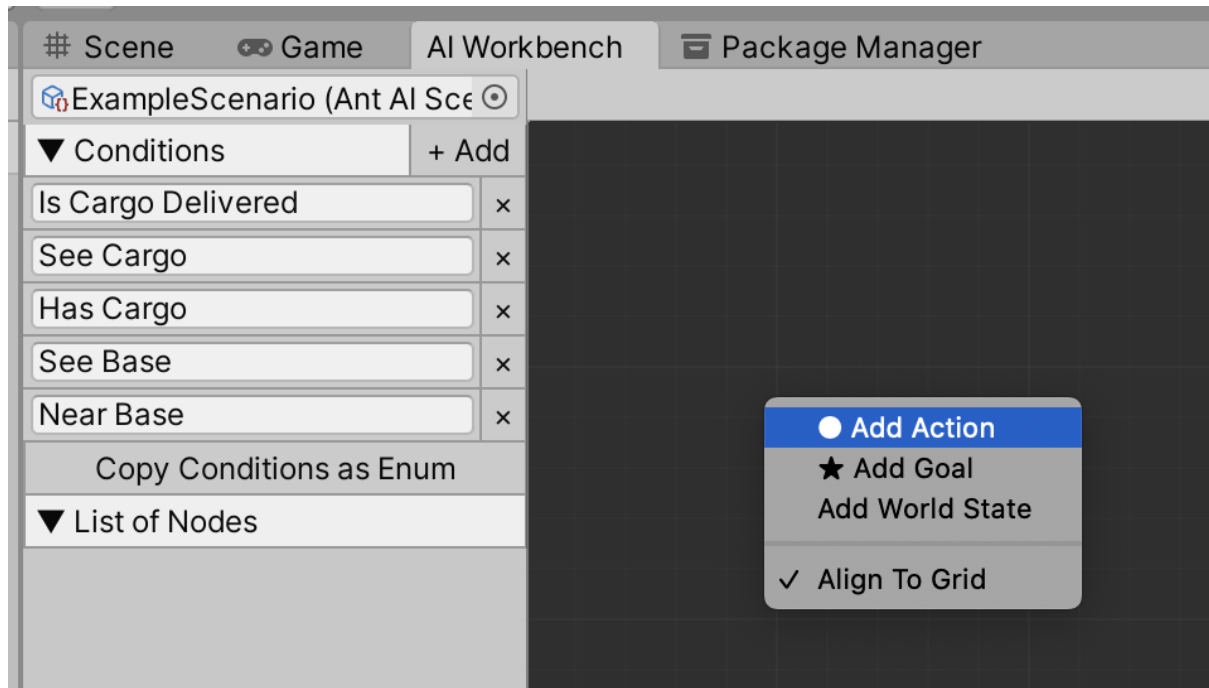 Scene Game AI Workbench Package Manager
ExampleScenario (Ant AI Sce
▼ Conditions + Add
Is Cargo Delivered ×
See Cargo ×
Has Cargo ×
See Base ×
Near Base ×
Copy Conditions as Enum
▼ List of Nodes
Add Action
★ Add Goal
Add World State
✓ Align To Grid